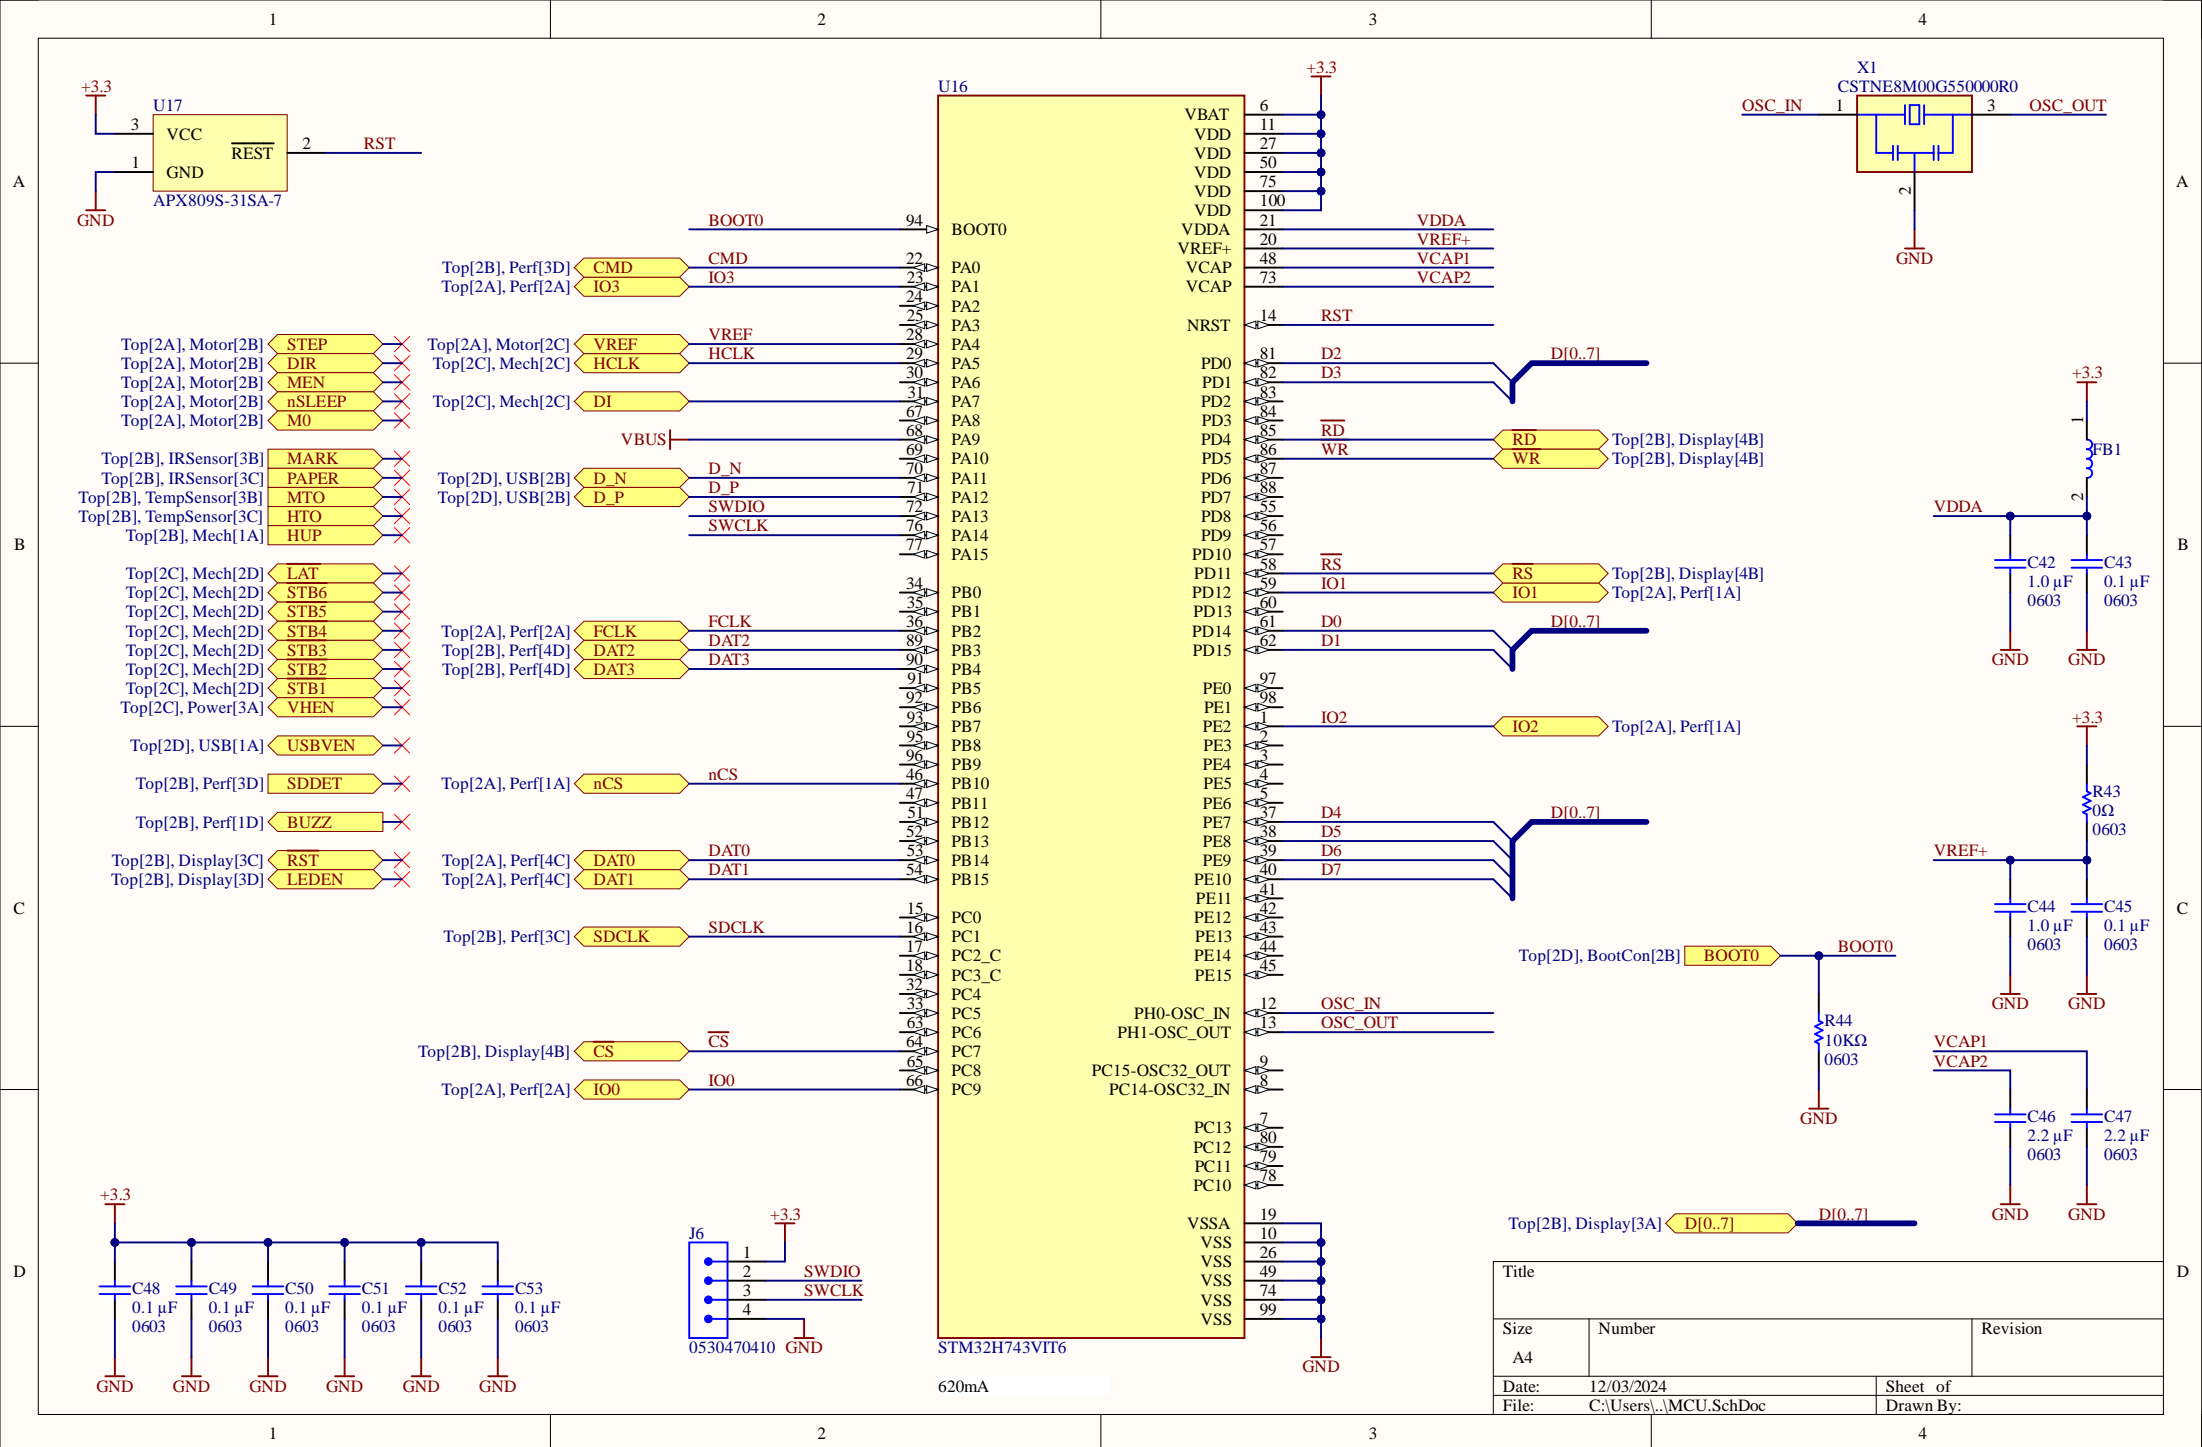 1 2 3 4
A
B
C
D
A
B
C
D
1 2 3 4
+3.3
U17
3 VCC
1 GND
REST 2 RST
APX809S-31SA-7
GND
U16
BOOT0 94 BOOT0
Top[2B], Perf[3D] CMD CMD 22 PA0
Top[2A], Perf[2A] IO3 IO3 23 PA1
24 PA2
25 PA3
Top[2A], Motor[2C] VREF VREF 28 PA4
Top[2C], Mech[2C] HCLK HCLK 29 PA5
30 PA6
Top[2C], Mech[2C] DI 31 PA7
67 PA8
VBUS 68 PA9
69 PA10
Top[2D], USB[2B] D_N D_N 70 PA11
Top[2D], USB[2B] D_P D_P 71 PA12
SWDIO 72 PA13
SWCLK 76 PA14
77 PA15
34 PB0
35 PB1
Top[2A], Perf[2A] FCLK FCLK 36 PB2
Top[2B], Perf[4D] DAT2 DAT2 89 PB3
Top[2B], Perf[4D] DAT3 DAT3 90 PB4
91 PB5
92 PB6
93 PB7
95 PB8
96 PB9
Top[2A], Perf[1A] nCS nCS 46 PB10
47 PB11
51 PB12
52 PB13
Top[2A], Perf[4C] DAT0 DAT0 53 PB14
Top[2A], Perf[4C] DAT1 DAT1 54 PB15
15 PC0
Top[2B], Perf[3C] SDCLK SDCLK 16 PC1
17 PC2_C
18 PC3_C
32 PC4
33 PC5
63 PC6
Top[2B], Display[4B] CS CS 64 PC7
65 PC8
Top[2A], Perf[2A] IO0 IO0 66 PC9
Top[2A], Motor[2B] STEP
Top[2A], Motor[2B] DIR
Top[2A], Motor[2B] MEN
Top[2A], Motor[2B] nSLEEP
Top[2A], Motor[2B] M0
Top[2B], IRSensor[3B] MARK
Top[2B], IRSensor[3C] PAPER
Top[2B], TempSensor[3B] MTO
Top[2B], TempSensor[3C] HTO
Top[2B], Mech[1A] HUP
Top[2C], Mech[2D] LAT
Top[2C], Mech[2D] STB6
Top[2C], Mech[2D] STB5
Top[2C], Mech[2D] STB4
Top[2C], Mech[2D] STB3
Top[2C], Mech[2D] STB2
Top[2C], Mech[2D] STB1
Top[2C], Power[3A] VHEN
Top[2D], USB[1A] USBVEN
Top[2B], Perf[3D] SDDET
Top[2B], Perf[1D] BUZZ
Top[2B], Display[3C] RST
Top[2B], Display[3D] LEDEN
+3.3
VBAT 6
VDD 11
VDD 27
VDD 50
VDD 75
VDD 100
VDDA 21 VDDA
VREF+ 20 VREF+
VCAP 48 VCAP1
VCAP 73 VCAP2
NRST 14 RST
PD0 81 D2 D[0..7]
PD1 82 D3
PD2 83
PD3 84
PD4 85 RD RD Top[2B], Display[4B]
PD5 86 WR WR Top[2B], Display[4B]
PD6 87
PD7 88
PD8 55
PD9 56
PD10 57
PD11 58 RS RS Top[2B], Display[4B]
PD12 59 IO1 IO1 Top[2A], Perf[1A]
PD13 60
PD14 61 D0 D[0..7]
PD15 62 D1
PE0 97
PE1 98
PE2 1 IO2 IO2 Top[2A], Perf[1A]
PE3 2
PE4 3
PE5 4
PE6 5
PE7 37 D4 D[0..7]
PE8 38 D5
PE9 39 D6
PE10 40 D7
PE11 41
PE12 42
PE13 43
PE14 44
PE15 45
PH0-OSC_IN 12 OSC_IN
PH1-OSC_OUT 13 OSC_OUT
PC15-OSC32_OUT 9
PC14-OSC32_IN 8
PC13 7
PC12 80
PC11 79
PC10 78
VSSA 19
VSS 10
VSS 26
VSS 49
VSS 74
VSS 99
GND
STM32H743VIT6
620mA
X1
CSTNE8M00G550000R0
OSC_IN 1 3 OSC_OUT
2
GND
+3.3
1
FB1
2
VDDA
C42 C43
1.0 µF 0.1 µF
0603 0603
GND GND
+3.3
R43
0Ω
0603
VREF+
C44 C45
1.0 µF 0.1 µF
0603 0603
GND GND
Top[2D], BootCon[2B] BOOT0 BOOT0
R44
10KΩ
0603
GND
VCAP1
VCAP2
C46 C47
2.2 µF 2.2 µF
0603 0603
GND GND
Top[2B], Display[3A] D[0..7] D[0..7]
+3.3
C48 C49 C50 C51 C52 C53
0.1 µF 0.1 µF 0.1 µF 0.1 µF 0.1 µF 0.1 µF
0603 0603 0603 0603 0603 0603
GND GND GND GND GND GND
J6
+3.3
1
2 SWDIO
3 SWCLK
4
0530470410 GND
Title
Size Number Revision
A4
Date: 12/03/2024 Sheet of
File: C:\Users\..\MCU.SchDoc Drawn By: